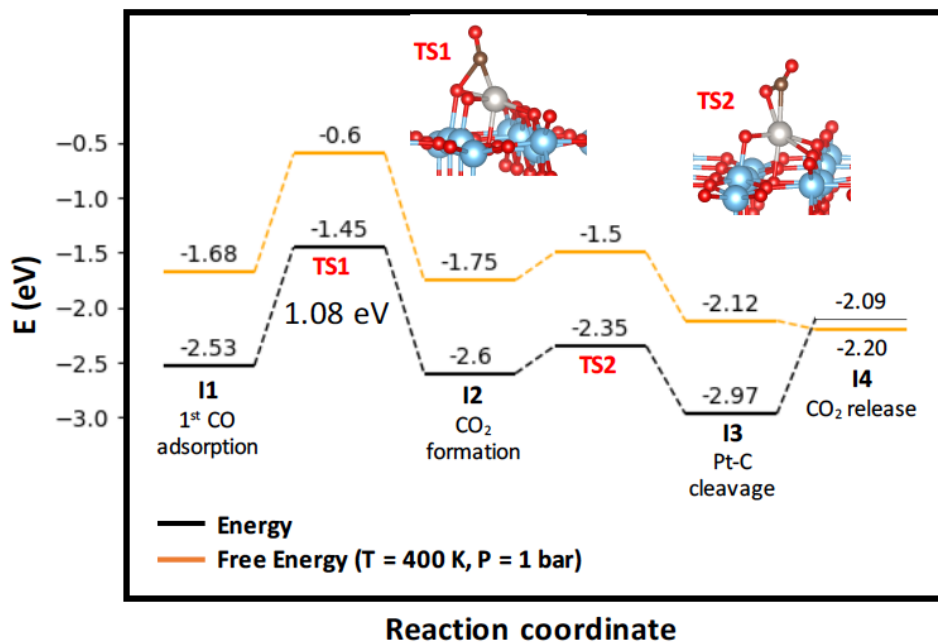 TS1
TS2
E (eV)
−0.5
−1.0
−1.5
−2.0
−2.5
−3.0
-0.6
-1.68
-1.45
TS1
1.08 eV
-1.75
-1.5
-2.12
-2.09
-2.53
-2.6
-2.35
TS2
-2.97
-2.20
I1
1st CO
adsorption
I2
CO2
formation
I3
Pt-C
cleavage
I4
CO2 release
Energy
Free Energy (T = 400 K, P = 1 bar)
Reaction coordinate